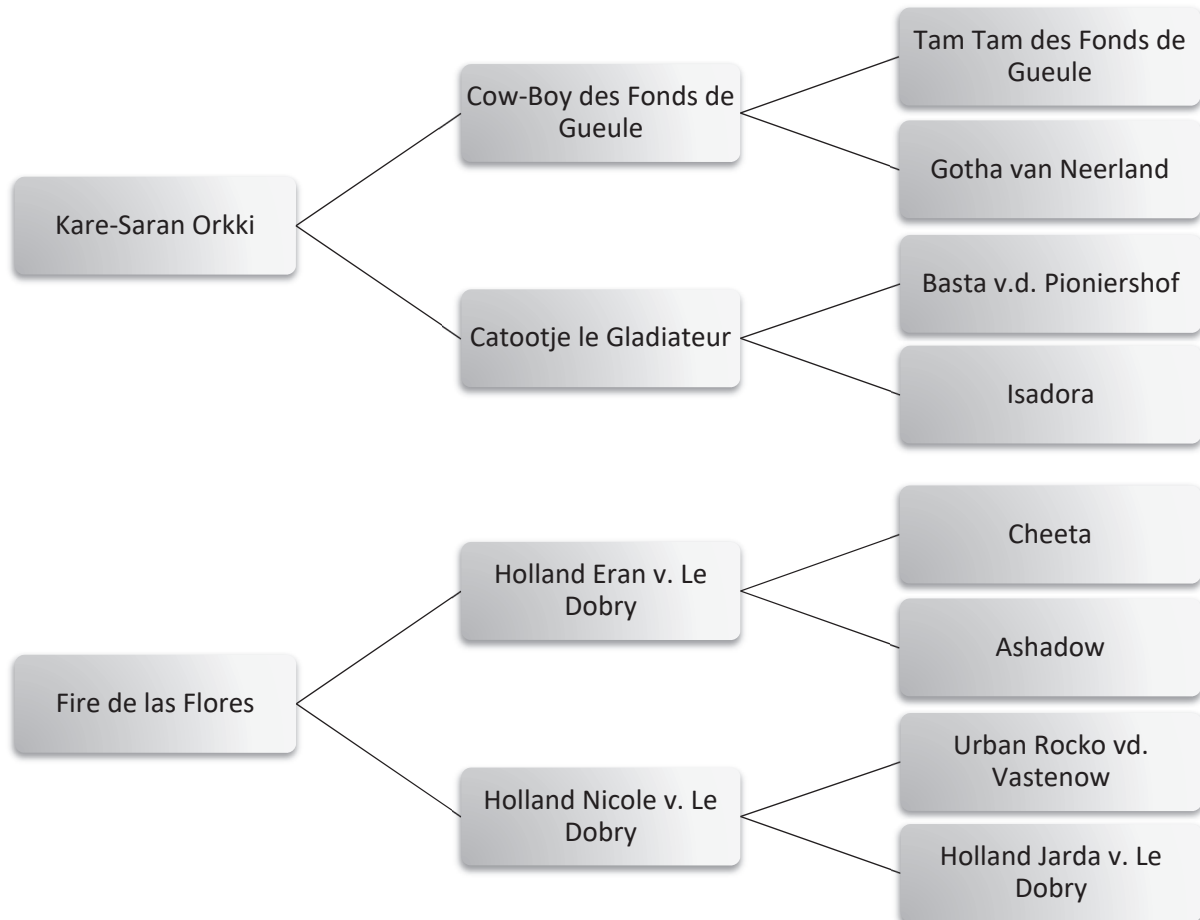 Tam Tam des Fonds de
Gueule
Cow-Boy des Fonds de
Gueule
Gotha van Neerland
Kare-Saran Orkki
Basta v.d. Pioniershof
Catootje le Gladiateur
Isadora
Cheeta
Holland Eran v. Le
Dobry
Ashadow
Fire de las Flores
Urban Rocko vd.
Vastenow
Holland Nicole v. Le
Dobry
Holland Jarda v. Le
Dobry